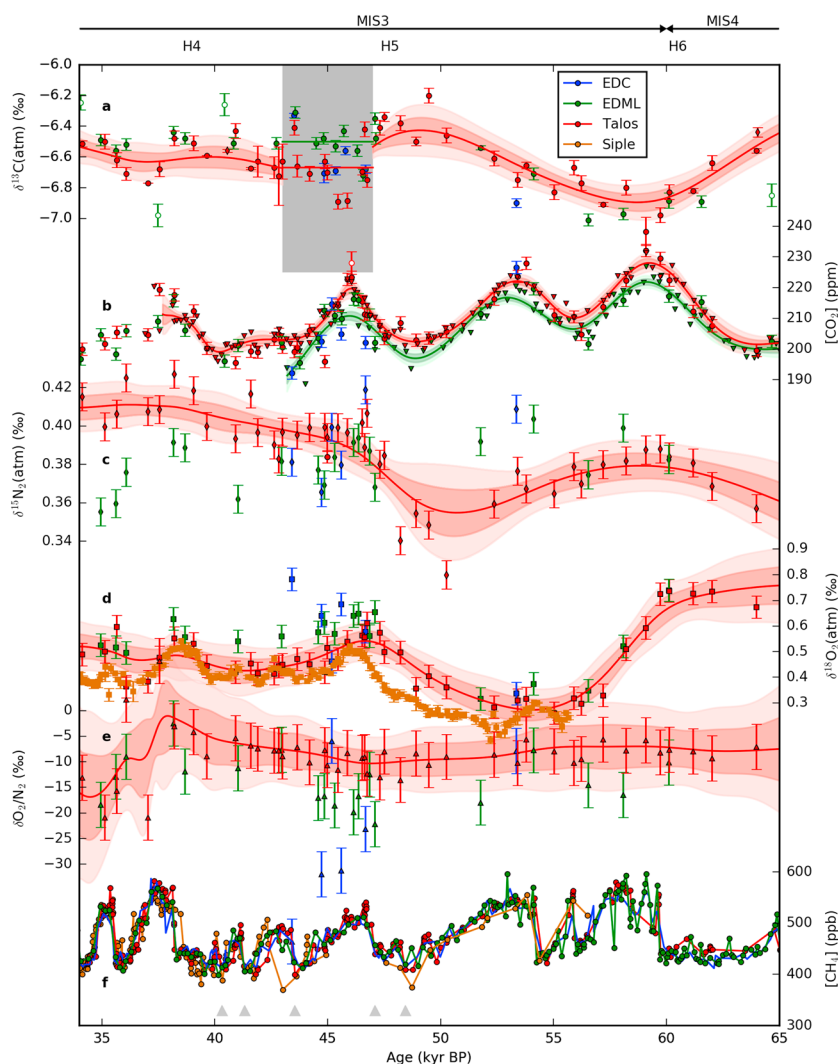 MIS3 MIS4
H4 H5 H6
−6.0
a
EDC
EDML
Talos
Siple
−6.2
−6.4
−6.6
−6.8
−7.0
δ¹³C(atm) (‰)
240
230
220
210
200
190
[CO₂] (ppm)
b
0.42
0.40
0.38
0.36
0.34
δ¹⁵N₂(atm) (‰)
c
0.9
0.8
0.7
0.6
0.5
0.4
0.3
δ¹⁸O₂(atm) (‰)
d
0
−5
−10
−15
−20
−25
−30
δO₂/N₂ (‰)
e
600
500
400
300
[CH₄] (ppb)
f
35 40 45 50 55 60 65
Age (kyr BP)